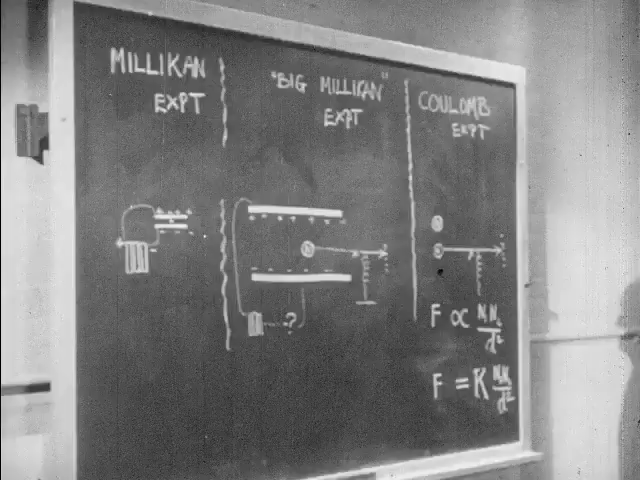 MILLIKAN
EXPT
"BIG MILLIKAN"
EXPT
?
COULOMB
EXPT
F ∝ N₁N₂/d²
F = K N₁N₂/d²